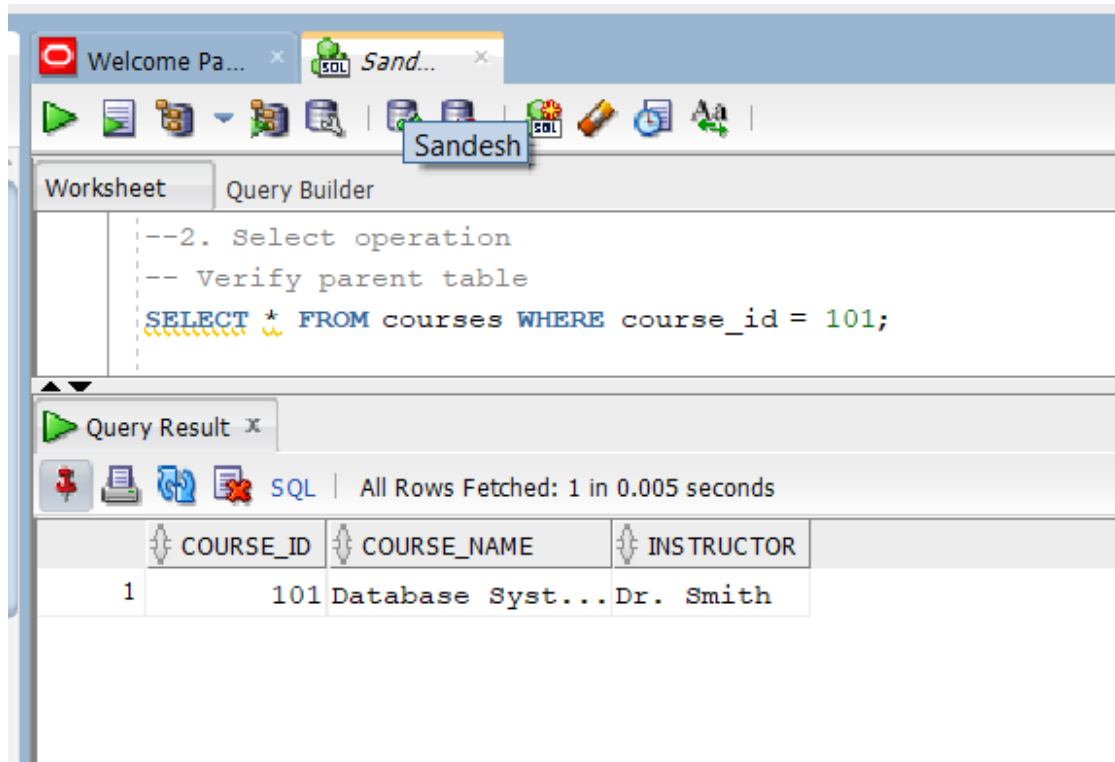 Welcome Pa... Sand...
Sandesh
Worksheet Query Builder
--2. Select operation
-- Verify parent table
SELECT * FROM courses WHERE course_id = 101;
Query Result
SQL | All Rows Fetched: 1 in 0.005 seconds
COURSE_ID COURSE_NAME INSTRUCTOR
1 101 Database Syst... Dr. Smith